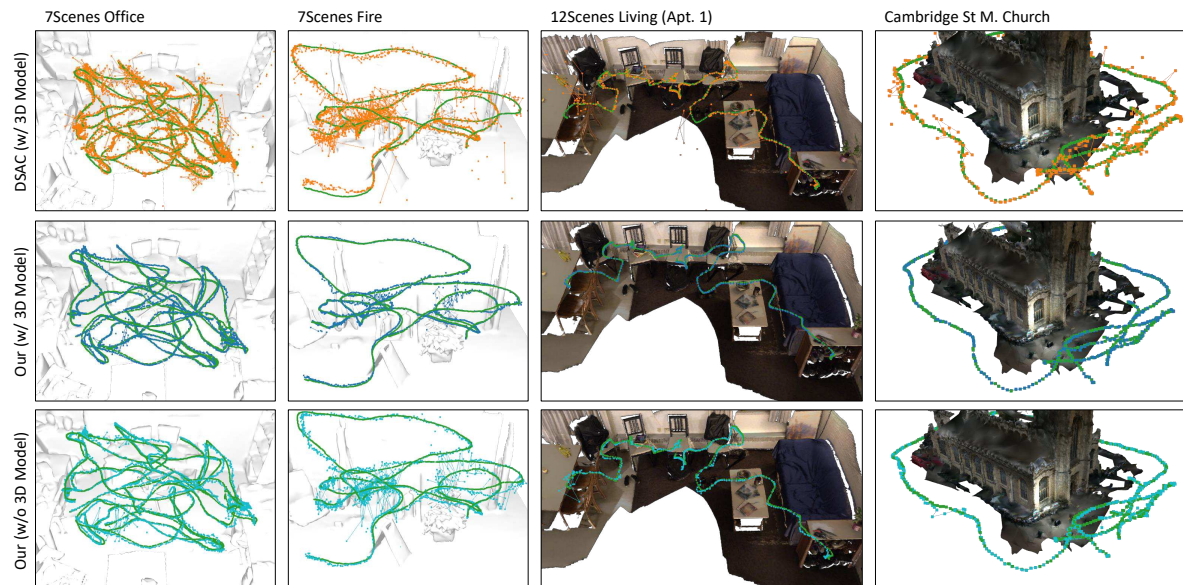 7Scenes Office
7Scenes Fire
12Scenes Living (Apt. 1)
Cambridge St M. Church
DSAC (w/ 3D Model)
Our (w/ 3D Model)
Our (w/o 3D Model)